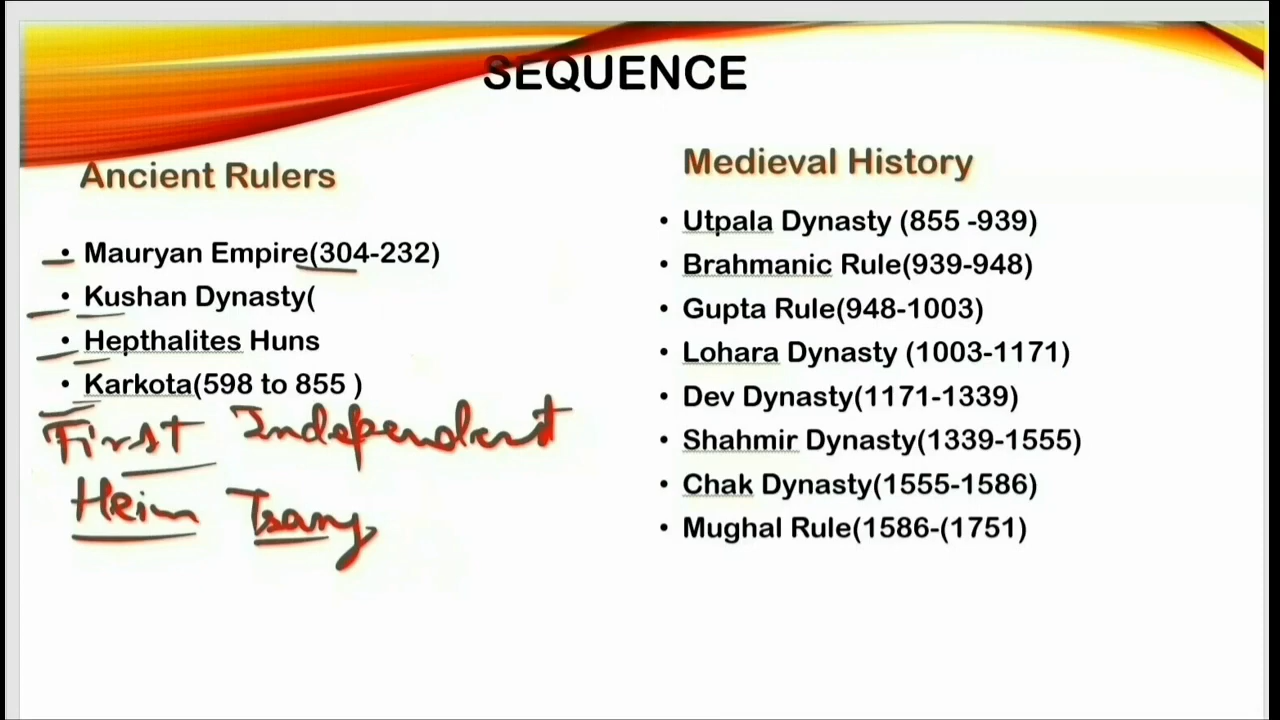 SEQUENCE
Ancient Rulers
• Mauryan Empire(304-232)
• Kushan Dynasty(
• Hepthalites Huns
• Karkota(598 to 855 )
First Independent
Heim Tsang
Medieval History
• Utpala Dynasty (855 -939)
• Brahmanic Rule(939-948)
• Gupta Rule(948-1003)
• Lohara Dynasty (1003-1171)
• Dev Dynasty(1171-1339)
• Shahmir Dynasty(1339-1555)
• Chak Dynasty(1555-1586)
• Mughal Rule(1586-(1751)